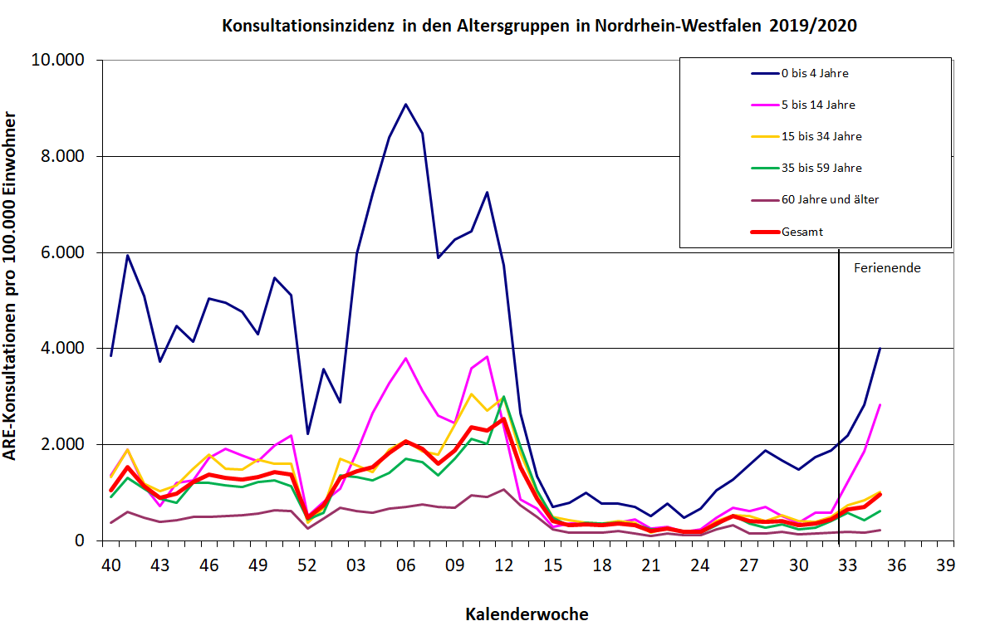 Konsultationsinzidenz in den Altersgruppen in Nordrhein-Westfalen 2019/2020
ARE-Konsultationen pro 100.000 Einwohner
10.000
8.000
6.000
4.000
2.000
0
0 bis 4 Jahre
5 bis 14 Jahre
15 bis 34 Jahre
35 bis 59 Jahre
60 Jahre und älter
Gesamt
Ferienende
40 43 46 49 52 03 06 09 12 15 18 21 24 27 30 33 36 39
Kalenderwoche